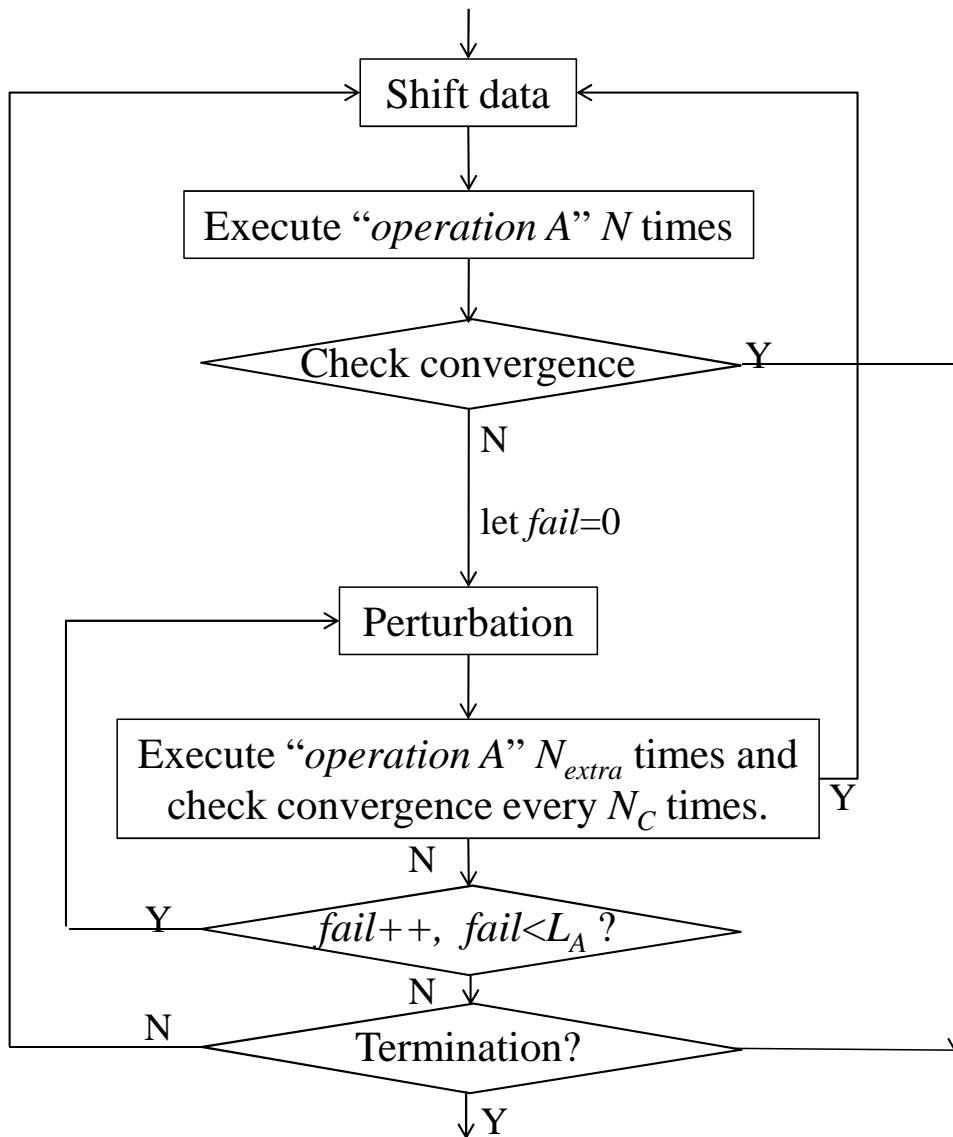 Shift data
Execute “operation A” N times
Check convergence
Y
N
let fail=0
Perturbation
Execute “operation A” N_extra times and
check convergence every N_C times.
Y
N
Y
fail++, fail<L_A ?
N
N
Termination?
Y